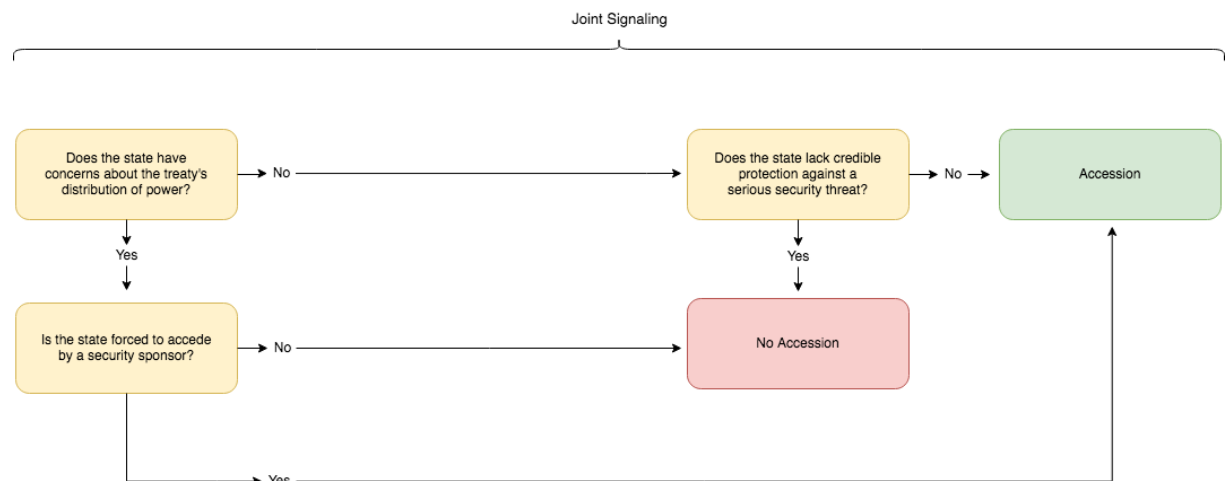 Joint Signaling
Does the state have
concerns about the treaty's
distribution of power?
No
Does the state lack credible
protection against a
serious security threat?
No
Accession
Yes
Yes
Is the state forced to accede
by a security sponsor?
No
No Accession
Yes